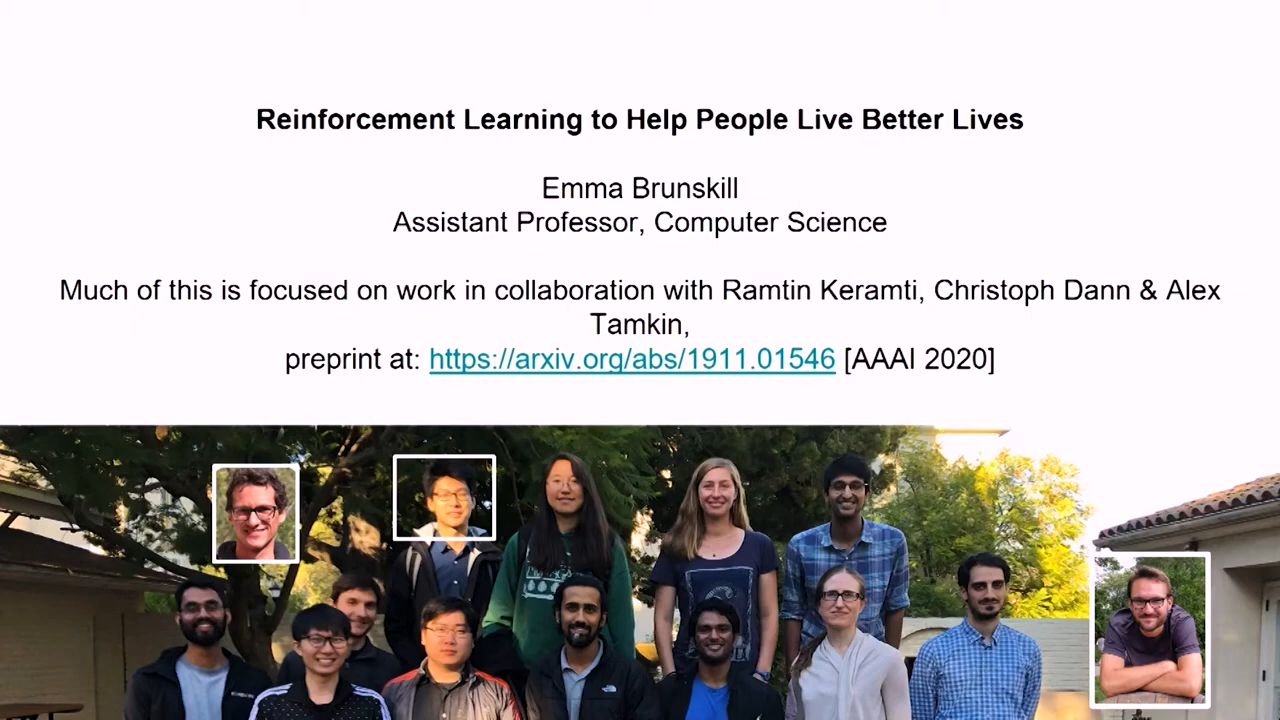 Reinforcement Learning to Help People Live Better Lives
Emma Brunskill
Assistant Professor, Computer Science
Much of this is focused on work in collaboration with Ramtin Keramti, Christoph Dann & Alex
Tamkin,
preprint at: https://arxiv.org/abs/1911.01546 [AAAI 2020]